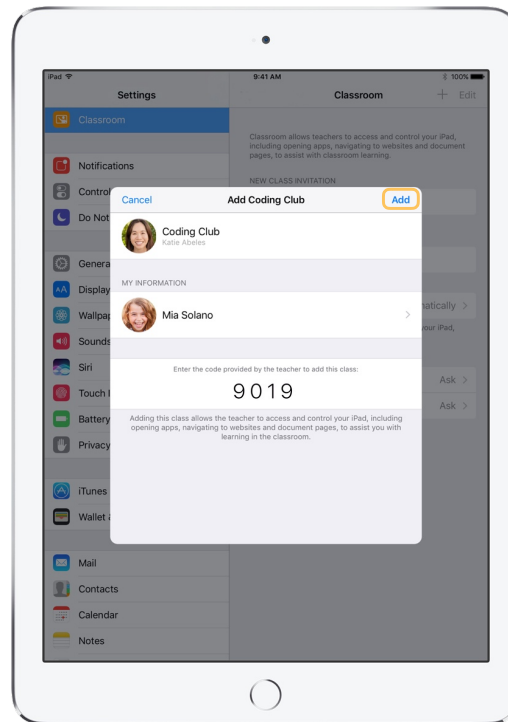 iPad
9:41 AM
100%
Settings
Classroom
Edit
Classroom
Classroom allows teachers to access and control your iPad,
including opening apps, navigating to websites and document
pages, to assist with classroom learning.
NEW CLASS INVITATION
Notifications
Control
Do Not
Cancel
Add Coding Club
Add
Coding Club
Katie Abeles
MY INFORMATION
Mia Solano
Enter the code provided by the teacher to add this class:
9019
Adding this class allows the teacher to access and control your iPad, including
opening apps, navigating to websites and document pages, to assist you with
learning in the classroom.
Genera
AA
Display
Wallpap
Sounds
Siri
Touch I
Battery
Privacy
iTunes
Wallet &
Mail
Contacts
Calendar
Notes
matically
your iPad,
Ask
Ask